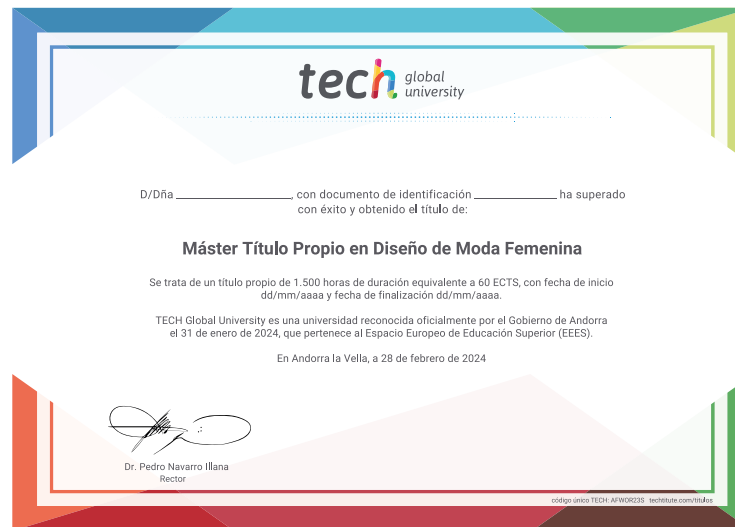 tech global
university
D/Dña ____________________, con documento de identificación ______________ ha superado
con éxito y obtenido el título de:
Máster Título Propio en Diseño de Moda Femenina
Se trata de un título propio de 1.500 horas de duración equivalente a 60 ECTS, con fecha de inicio
dd/mm/aaaa y fecha de finalización dd/mm/aaaa.
TECH Global University es una universidad reconocida oficialmente por el Gobierno de Andorra
el 31 de enero de 2024, que pertenece al Espacio Europeo de Educación Superior (EEES).
En Andorra la Vella, a 28 de febrero de 2024
Dr. Pedro Navarro Illana
Rector
código único TECH: AFWOR23S techtitute.com/titulos